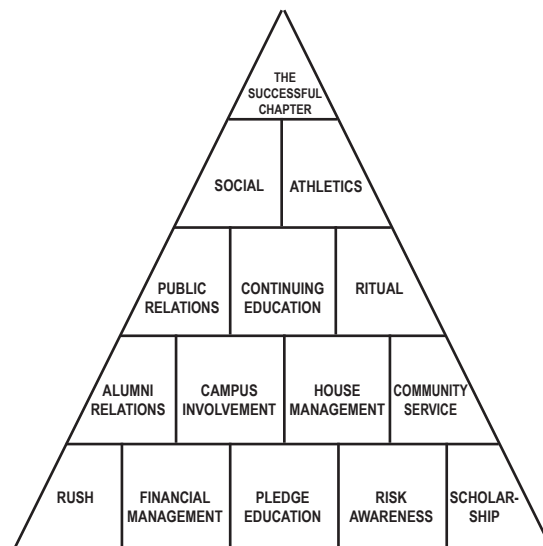 THE
SUCCESSFUL
CHAPTER
SOCIAL
ATHLETICS
PUBLIC
RELATIONS
CONTINUING
EDUCATION
RITUAL
ALUMNI
RELATIONS
CAMPUS
INVOLVEMENT
HOUSE
MANAGEMENT
COMMUNITY
SERVICE
RUSH
FINANCIAL
MANAGEMENT
PLEDGE
EDUCATION
RISK
AWARENESS
SCHOLAR-
SHIP